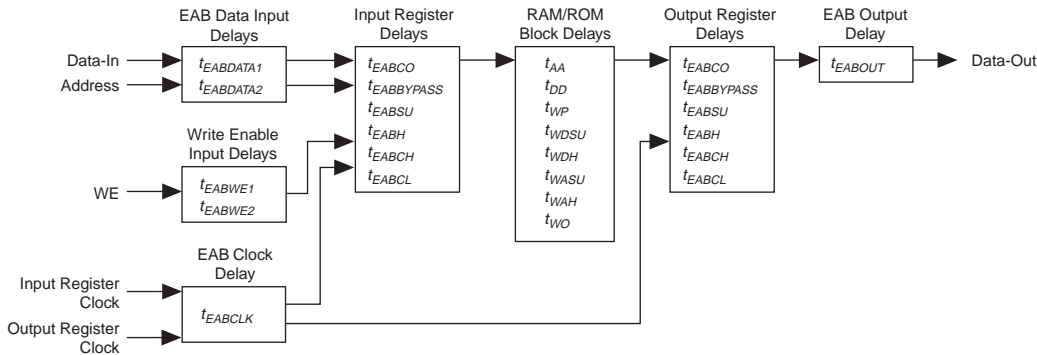 EAB Data Input
Delays
Data-In
Address
tEABDATA1
tEABDATA2
Write Enable
Input Delays
WE
tEABWE1
tEABWE2
EAB Clock
Delay
Input Register
Clock
Output Register
Clock
tEABCLK
Input Register
Delays
tEABCO
tEABBYPASS
tEABSU
tEABH
tEABCH
tEABCL
RAM/ROM
Block Delays
tAA
tDD
tWP
tWDSU
tWDH
tWASU
tWAH
tWO
Output Register
Delays
tEABCO
tEABBYPASS
tEABSU
tEABH
tEABCH
tEABCL
EAB Output
Delay
tEABOUT
Data-Out